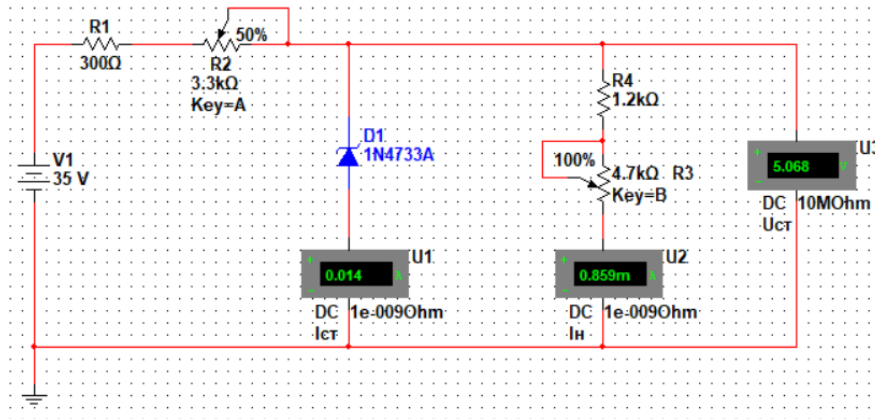 R1
300Ω
50%
R2
3.3kΩ
Key=A
V1
35 V
D1
1N4733A
R4
1.2kΩ
100%
4.7kΩ R3
Key=B
U3
+
5.068 V
-
DC 10MOhm
Uст
U1
+
0.014 A
-
DC 1e-009Ohm
Iст
U2
+
0.859m A
-
DC 1e-009Ohm
Iн